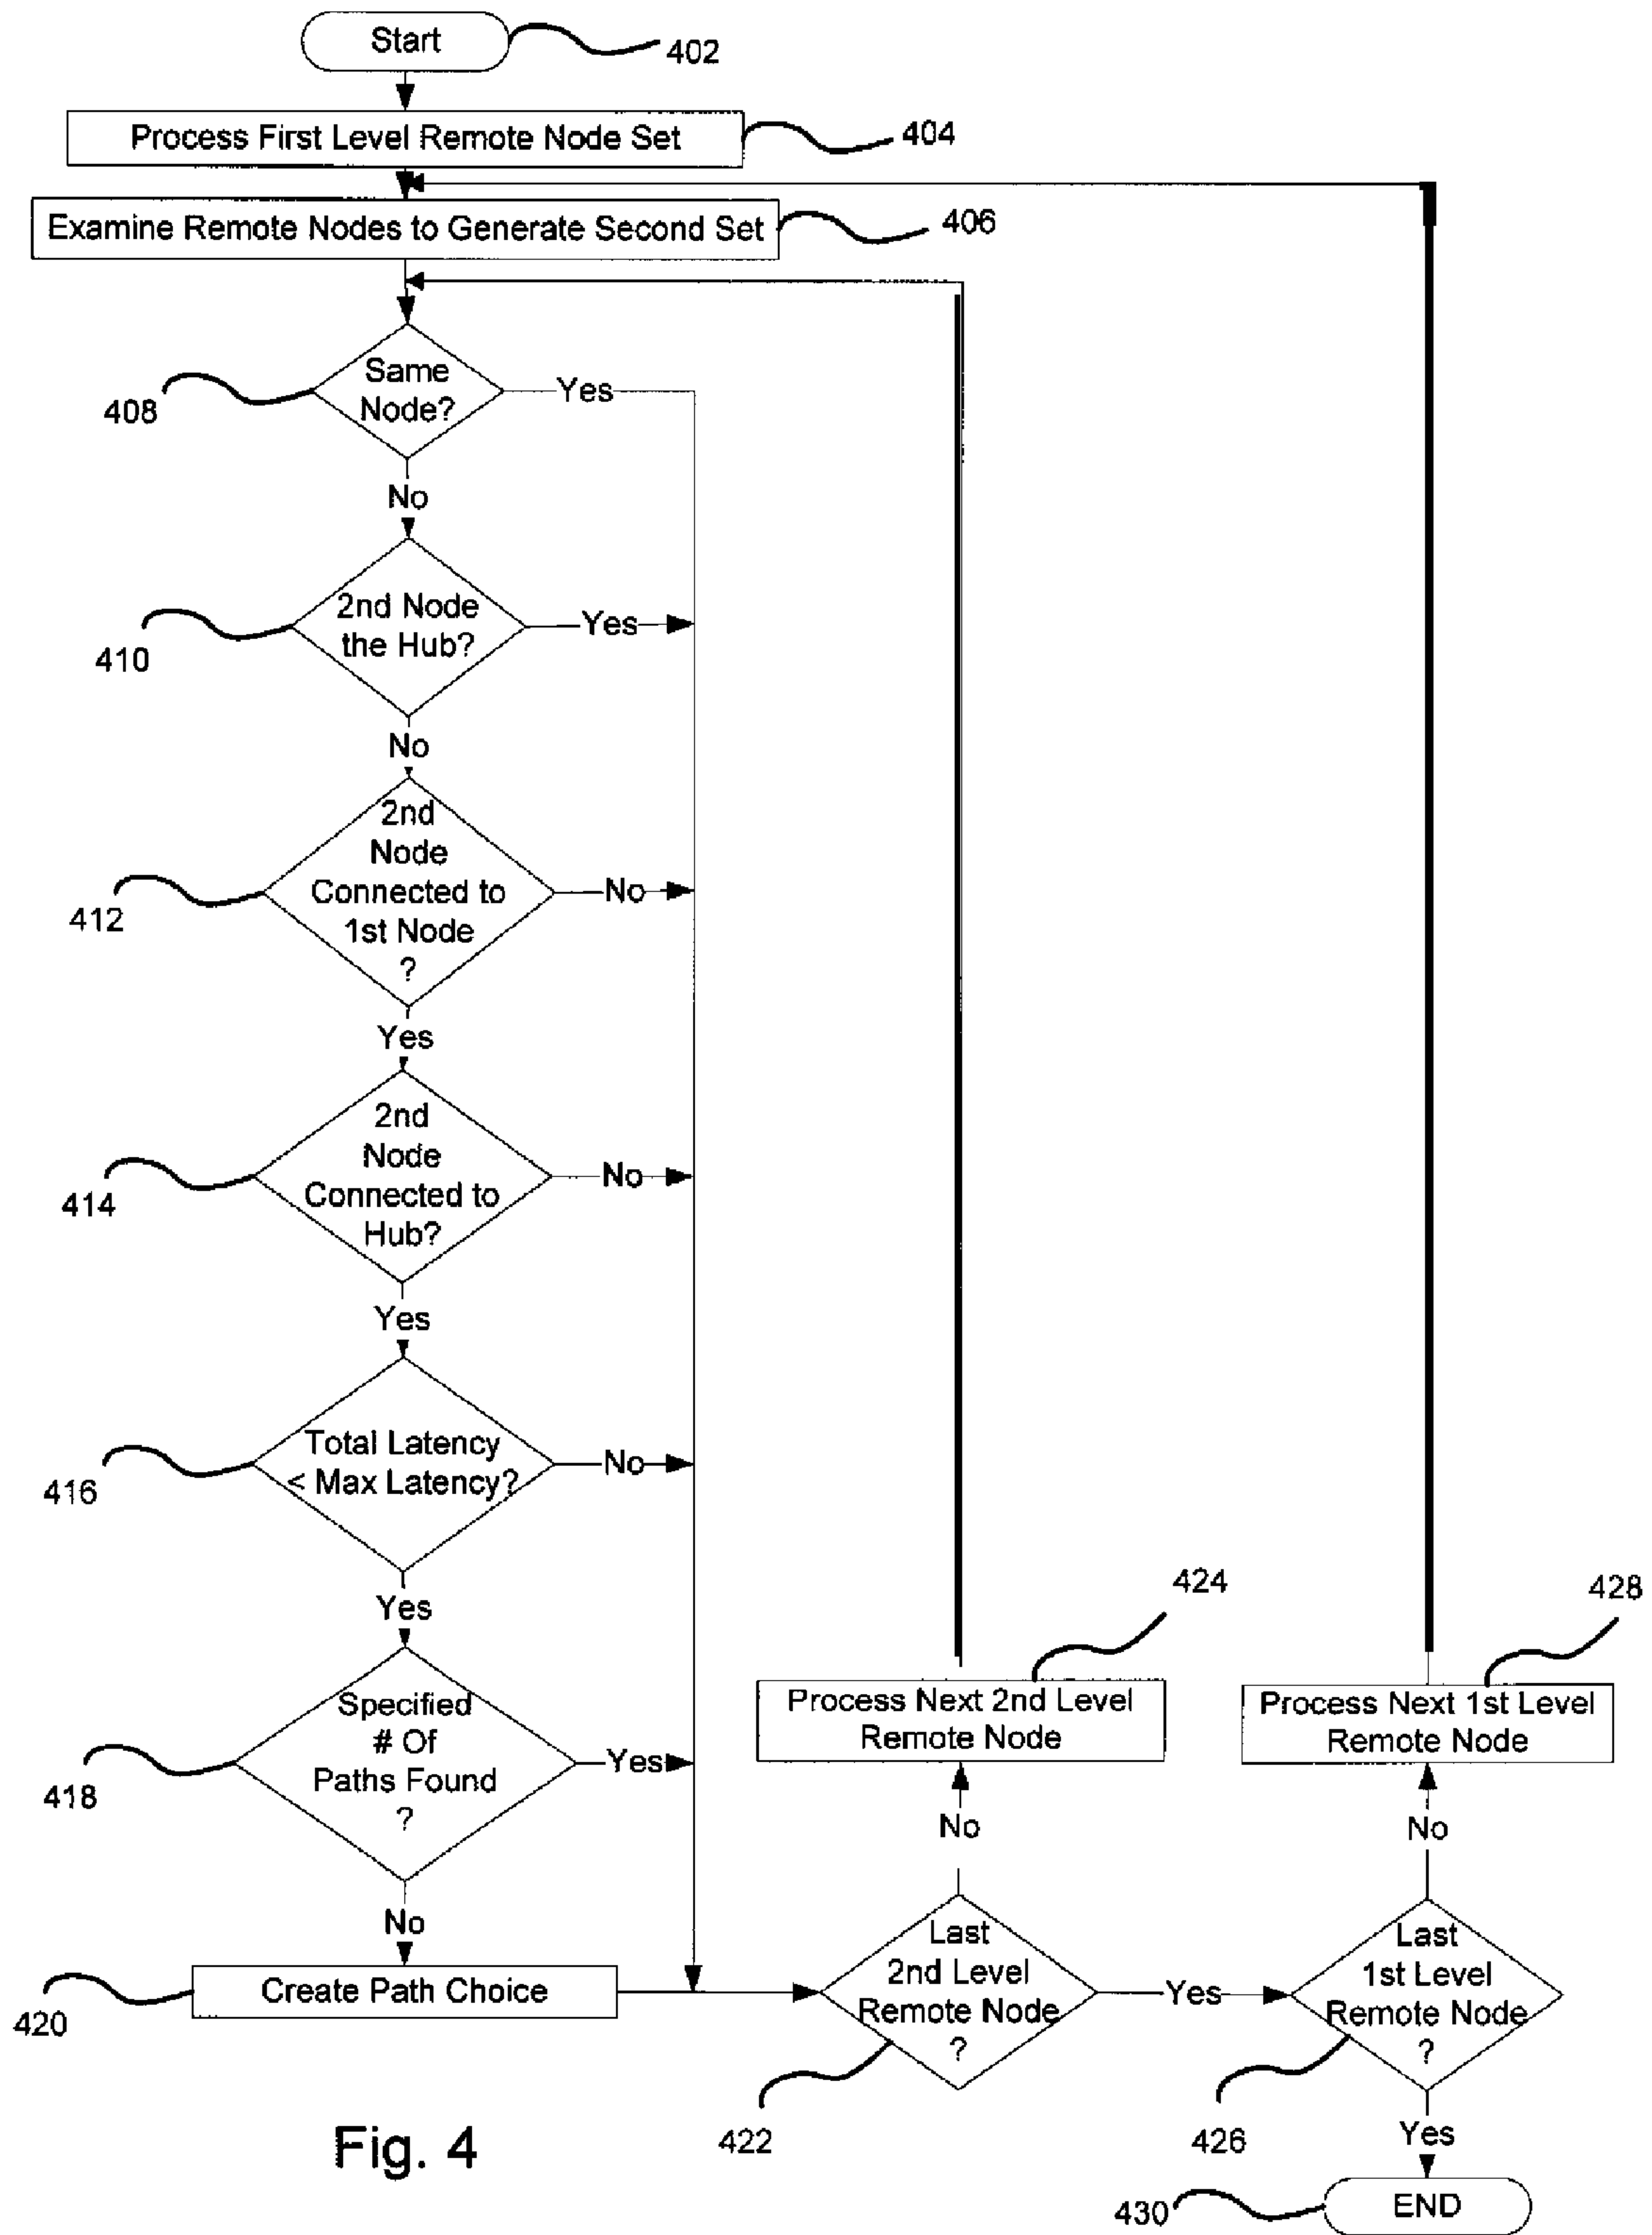 Start
402
Process First Level Remote Node Set
404
Examine Remote Nodes to Generate Second Set
406
Same
Node?
Yes
408
No
2nd Node
the Hub?
Yes
410
No
2nd
Node
Connected to
1st Node
?
No
412
Yes
2nd
Node
Connected to
Hub?
No
414
Yes
Total Latency
< Max Latency?
No
416
Yes
Specified
# Of
Paths Found
?
Yes
418
No
Create Path Choice
420
424
Process Next 2nd Level
Remote Node
No
Last
2nd Level
Remote Node
?
422
Yes
428
Process Next 1st Level
Remote Node
No
Last
1st Level
Remote Node
?
426
Yes
END
430
Fig. 4